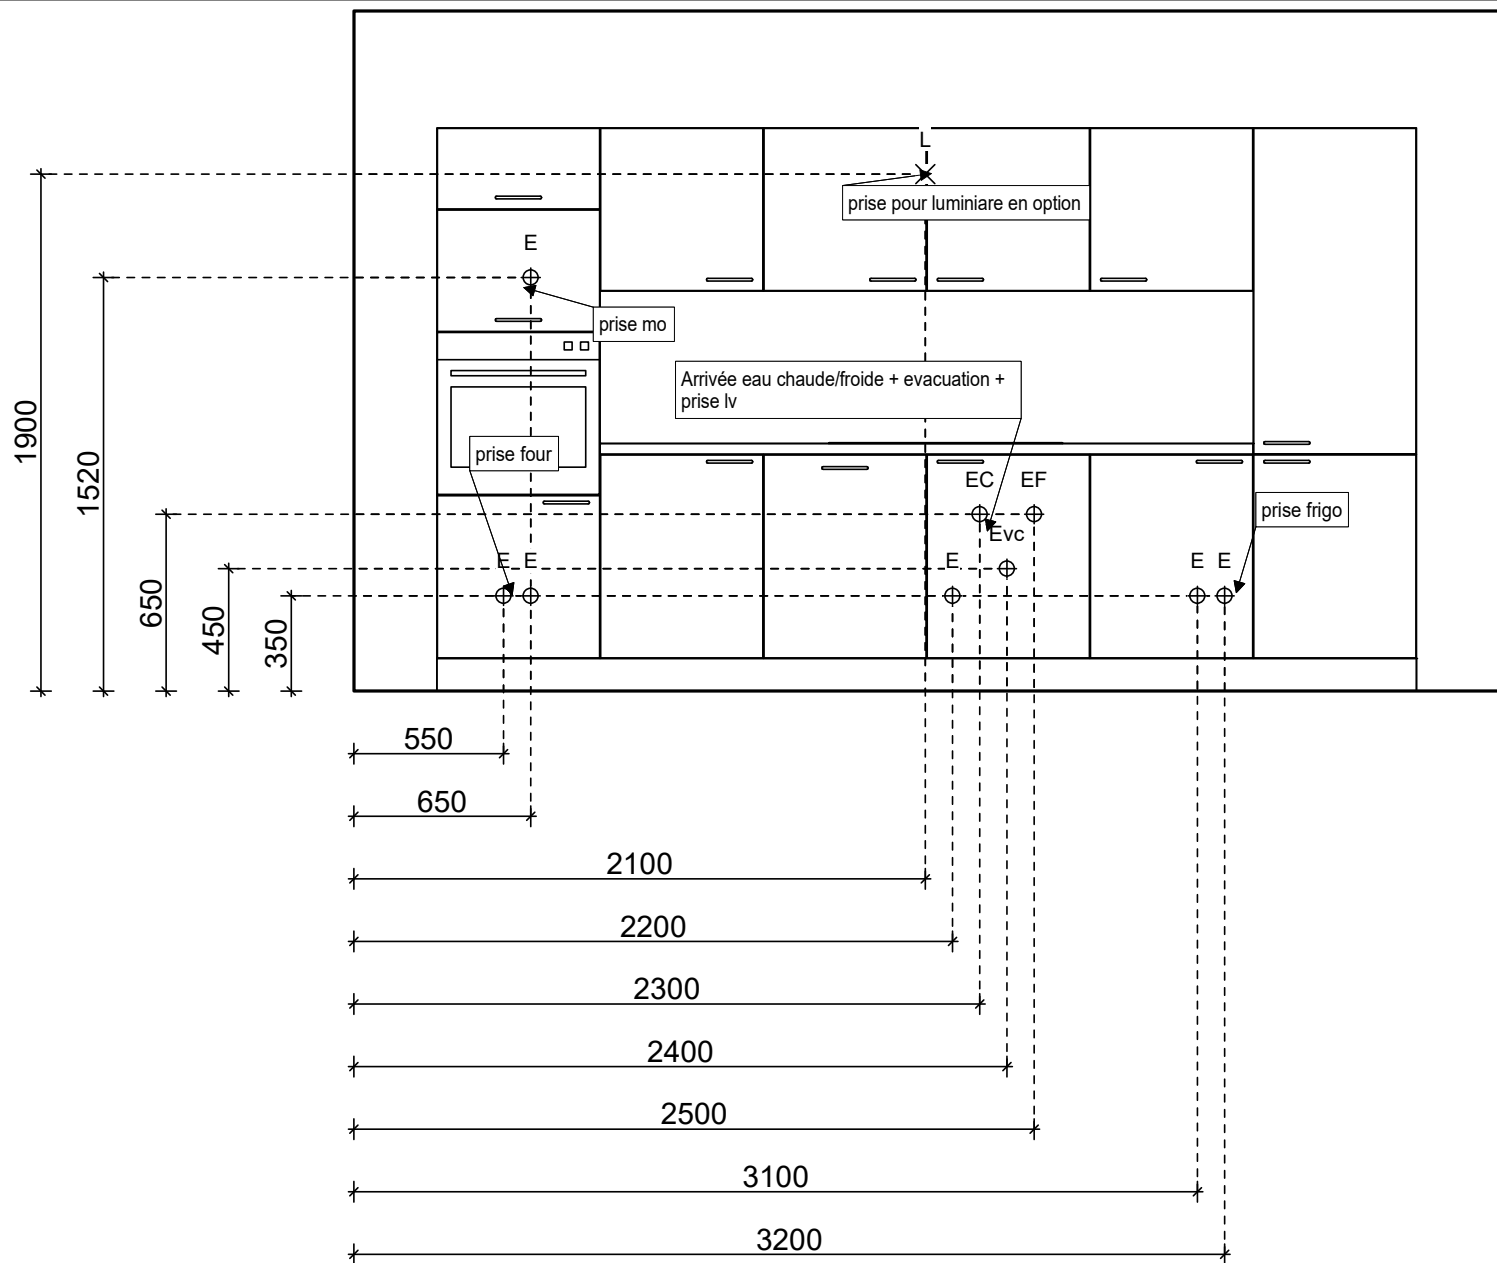 L
prise pour luminiare en option
E
prise mo
Arrivée eau chaude/froide + evacuation +
prise lv
1900
1520
prise four
EC EF
prise frigo
Evc
E E
E
E E
650
450
350
550
650
2100
2200
2300
2400
2500
3100
3200